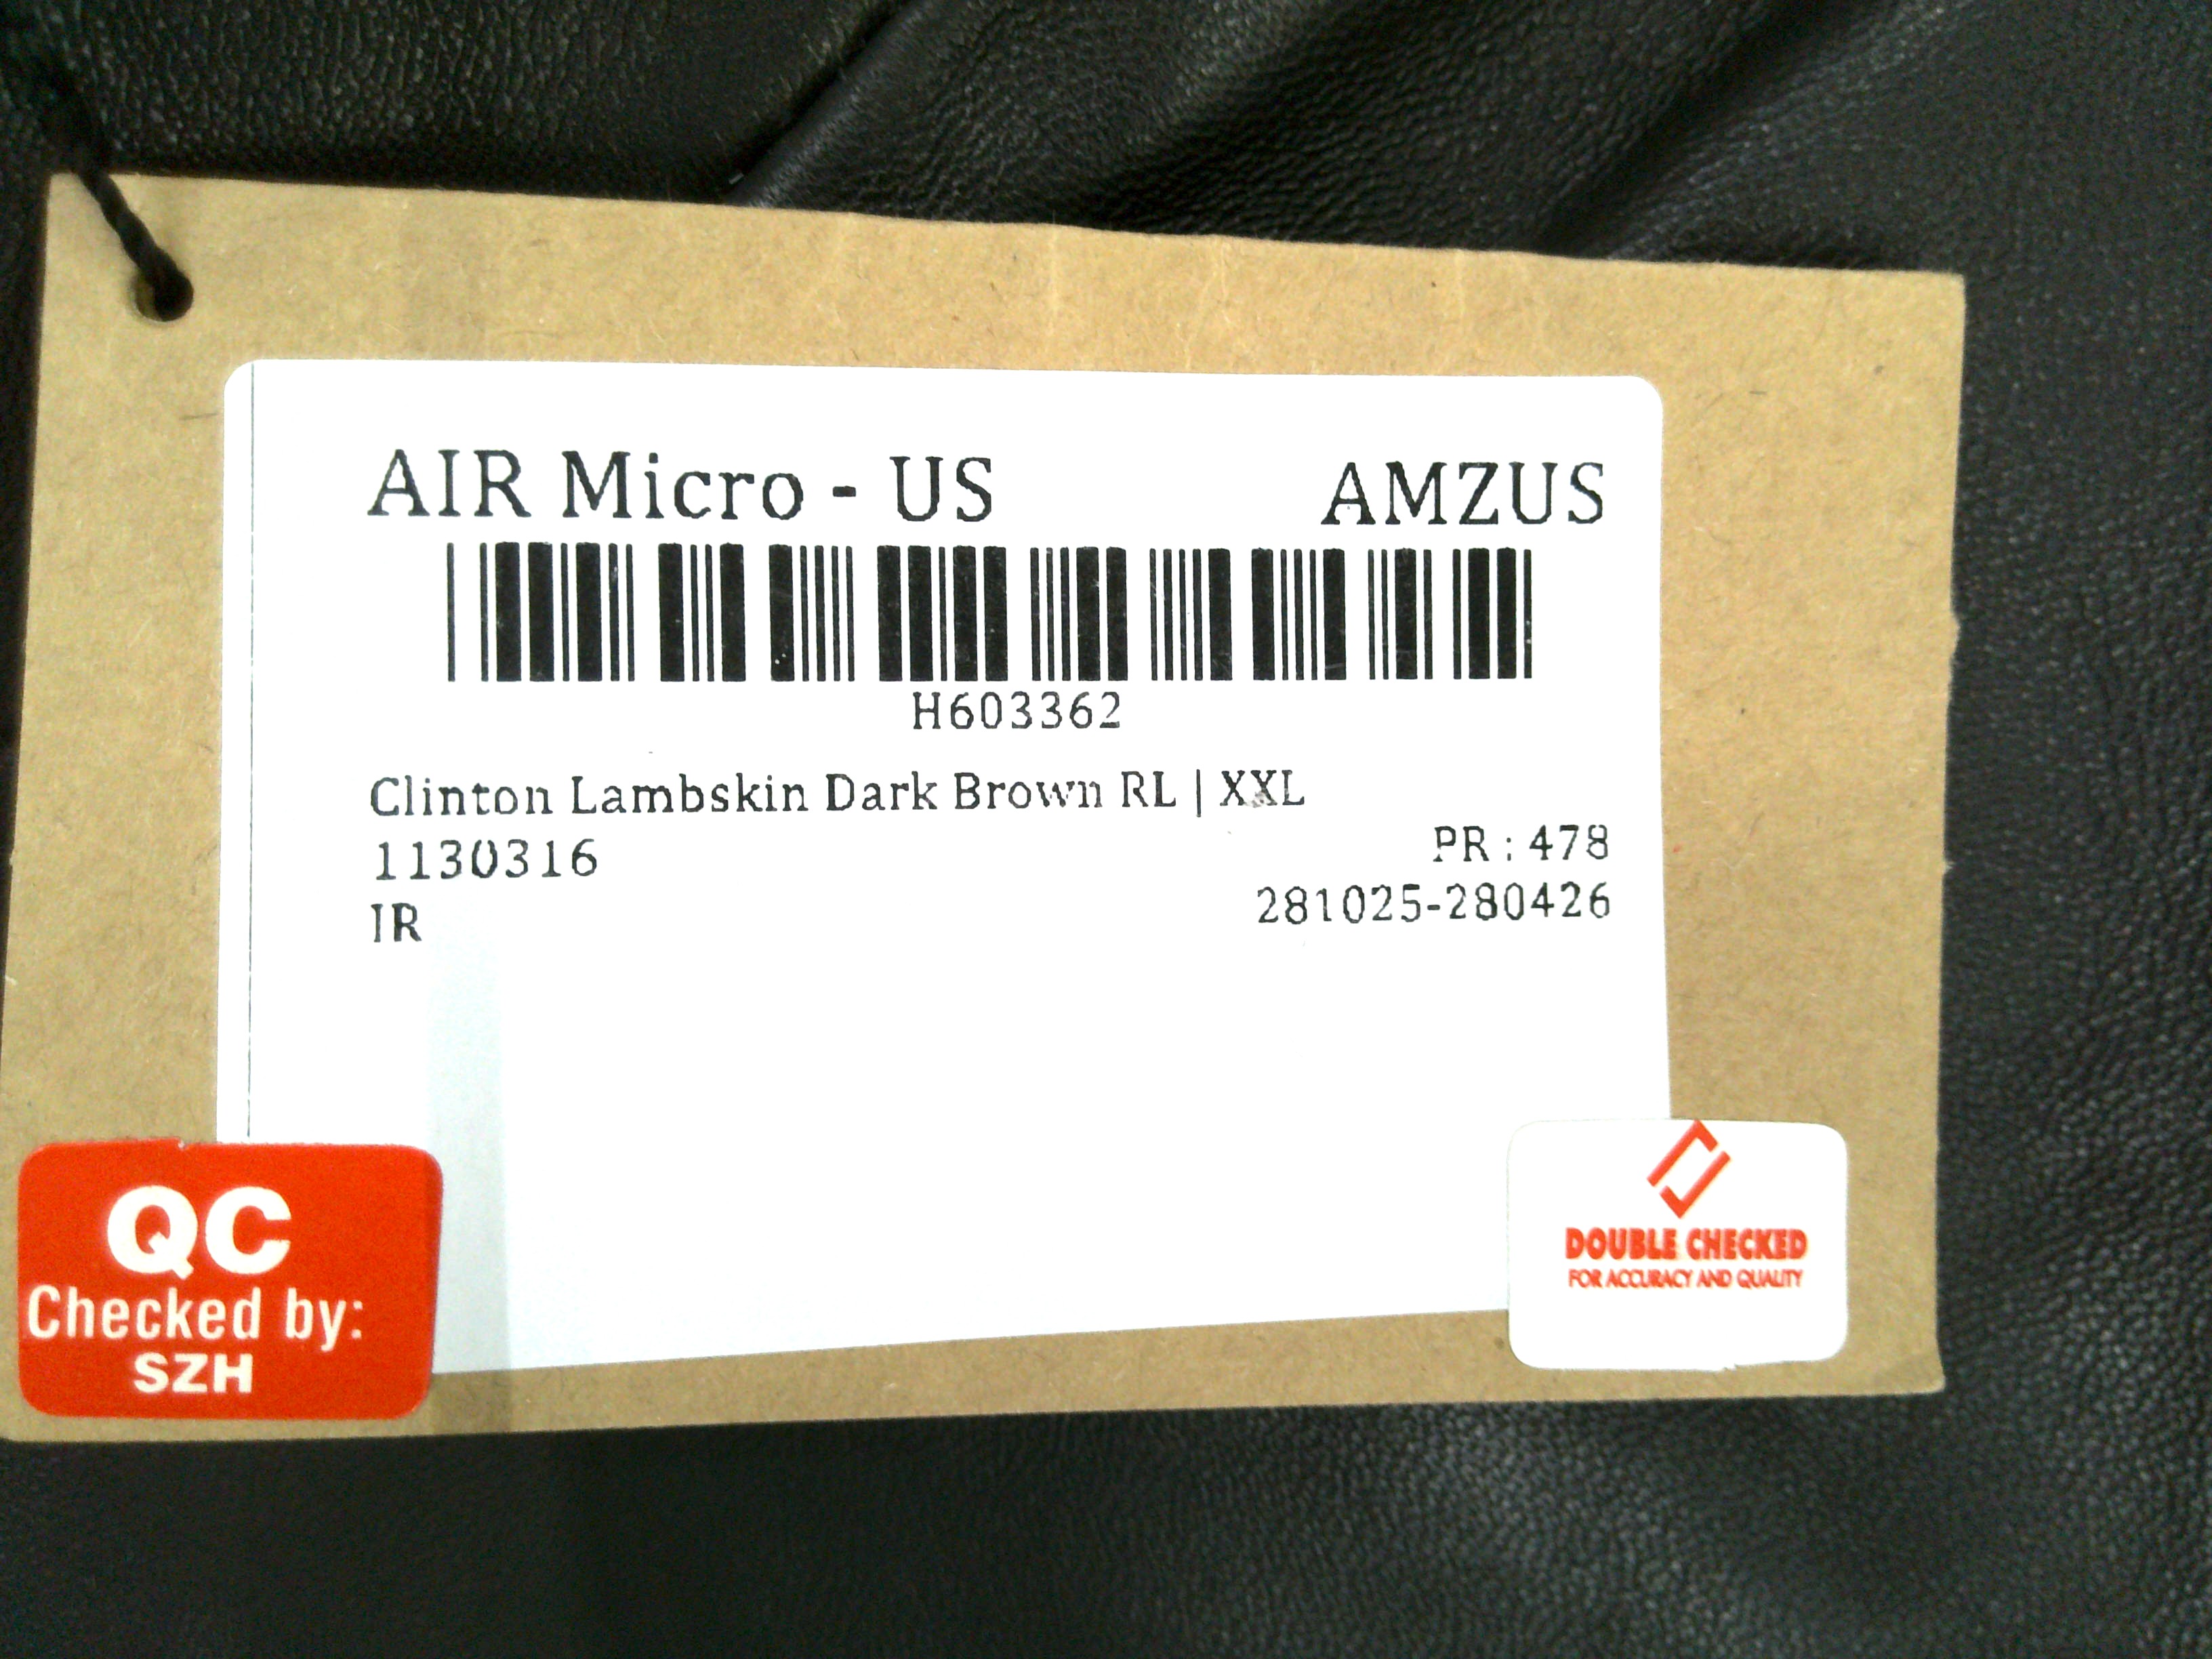 AIR Micro - US AMZUS
H603362
Clinton Lambskin Dark Brown RL | XXL
1130316 PR : 478
IR 281025-280426
QC
Checked by:
SZH
DOUBLE CHECKED
FOR ACCURACY AND QUALITY